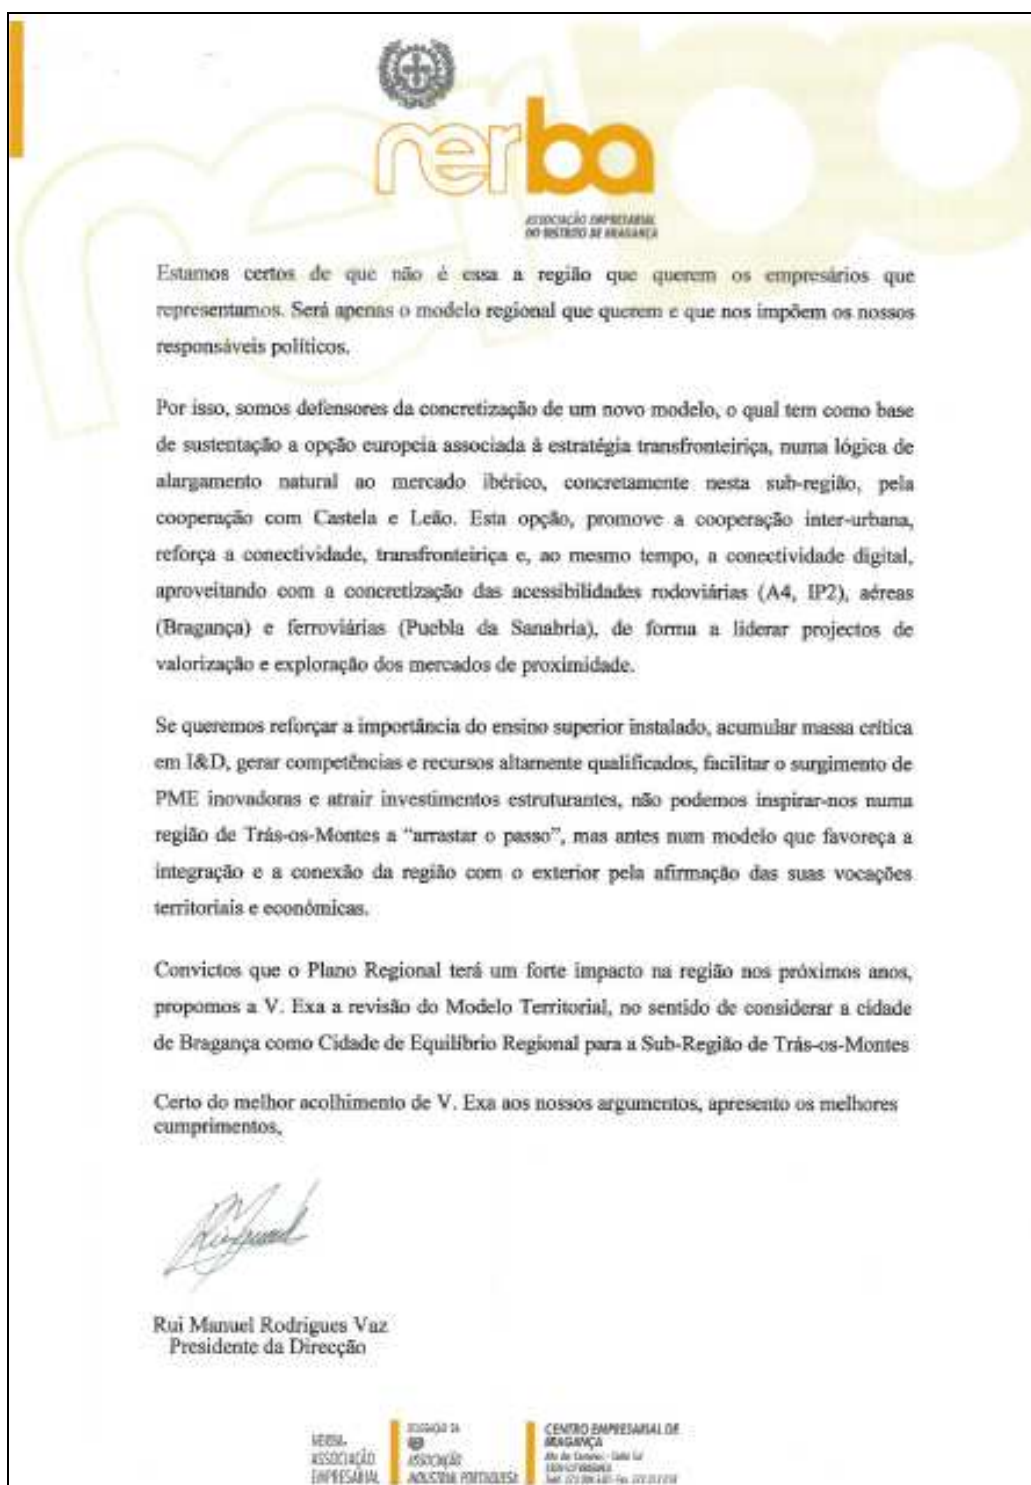 nerba
ASSOCIAÇÃO EMPRESARIAL
DO DISTRITO DE BRAGANÇA
Estamos certos de que não é essa a região que querem os empresários que
representamos. Será apenas o modelo regional que querem e que nos impõem os nossos
responsáveis políticos.
Por isso, somos defensores da concretização de um novo modelo, o qual tem como base
de sustentação a opção europeia associada à estratégia transfronteiriça, numa lógica de
alargamento natural ao mercado ibérico, concretamente nesta sub-região, pela
cooperação com Castela e Leão. Esta opção, promove a cooperação inter-urbana,
reforça a conectividade, transfronteiriça e, ao mesmo tempo, a conectividade digital,
aproveitando com a concretização das acessibilidades rodoviárias (A4, IP2), aéreas
(Bragança) e ferroviárias (Puebla da Sanabria), de forma a liderar projectos de
valorização e exploração dos mercados de proximidade.
Se queremos reforçar a importância do ensino superior instalado, acumular massa crítica
em I&D, gerar competências e recursos altamente qualificados, facilitar o surgimento de
PME inovadoras e atrair investimentos estruturantes, não podemos inspirar-nos numa
região de Trás-os-Montes a “arrastar o passo”, mas antes num modelo que favoreça a
integração e a conexão da região com o exterior pela afirmação das suas vocações
territoriais e económicas.
Convictos que o Plano Regional terá um forte impacto na região nos próximos anos,
propomos a V. Exa a revisão do Modelo Territorial, no sentido de considerar a cidade
de Bragança como Cidade de Equilíbrio Regional para a Sub-Região de Trás-os-Montes
Certo do melhor acolhimento de V. Exa aos nossos argumentos, apresento os melhores
cumprimentos,
Rui Manuel Rodrigues Vaz
Presidente da Direcção
NERBA-
ASSOCIAÇÃO
EMPRESARIAL
DELEGAÇÃO DA
ASSOCIAÇÃO
INDUSTRIAL PORTUGUESA
CENTRO EMPRESARIAL DE
BRAGANÇA